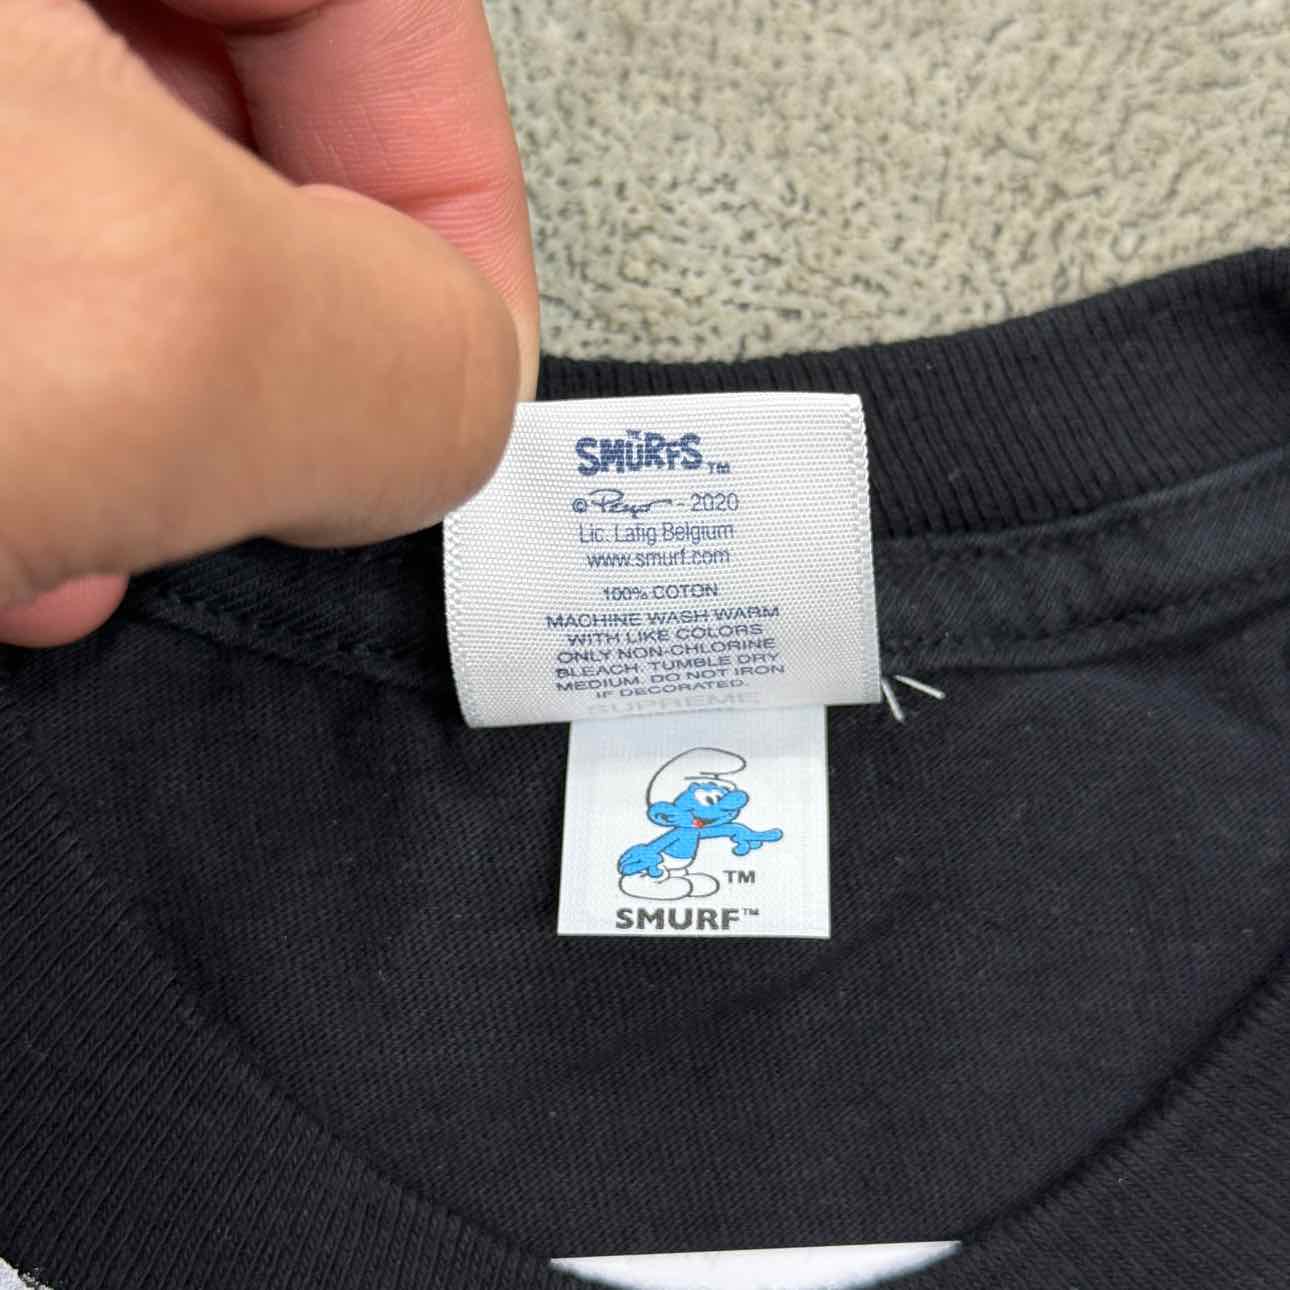 THE
SMURFS™
© Peyo - 2020
Lic. Lafig Belgium
www.smurf.com
100% COTON
MACHINE WASH WARM
WITH LIKE COLORS
ONLY NON-CHLORINE
BLEACH. TUMBLE DRY
MEDIUM. DO NOT IRON
IF DECORATED.
SUPREME
TM
SMURF™